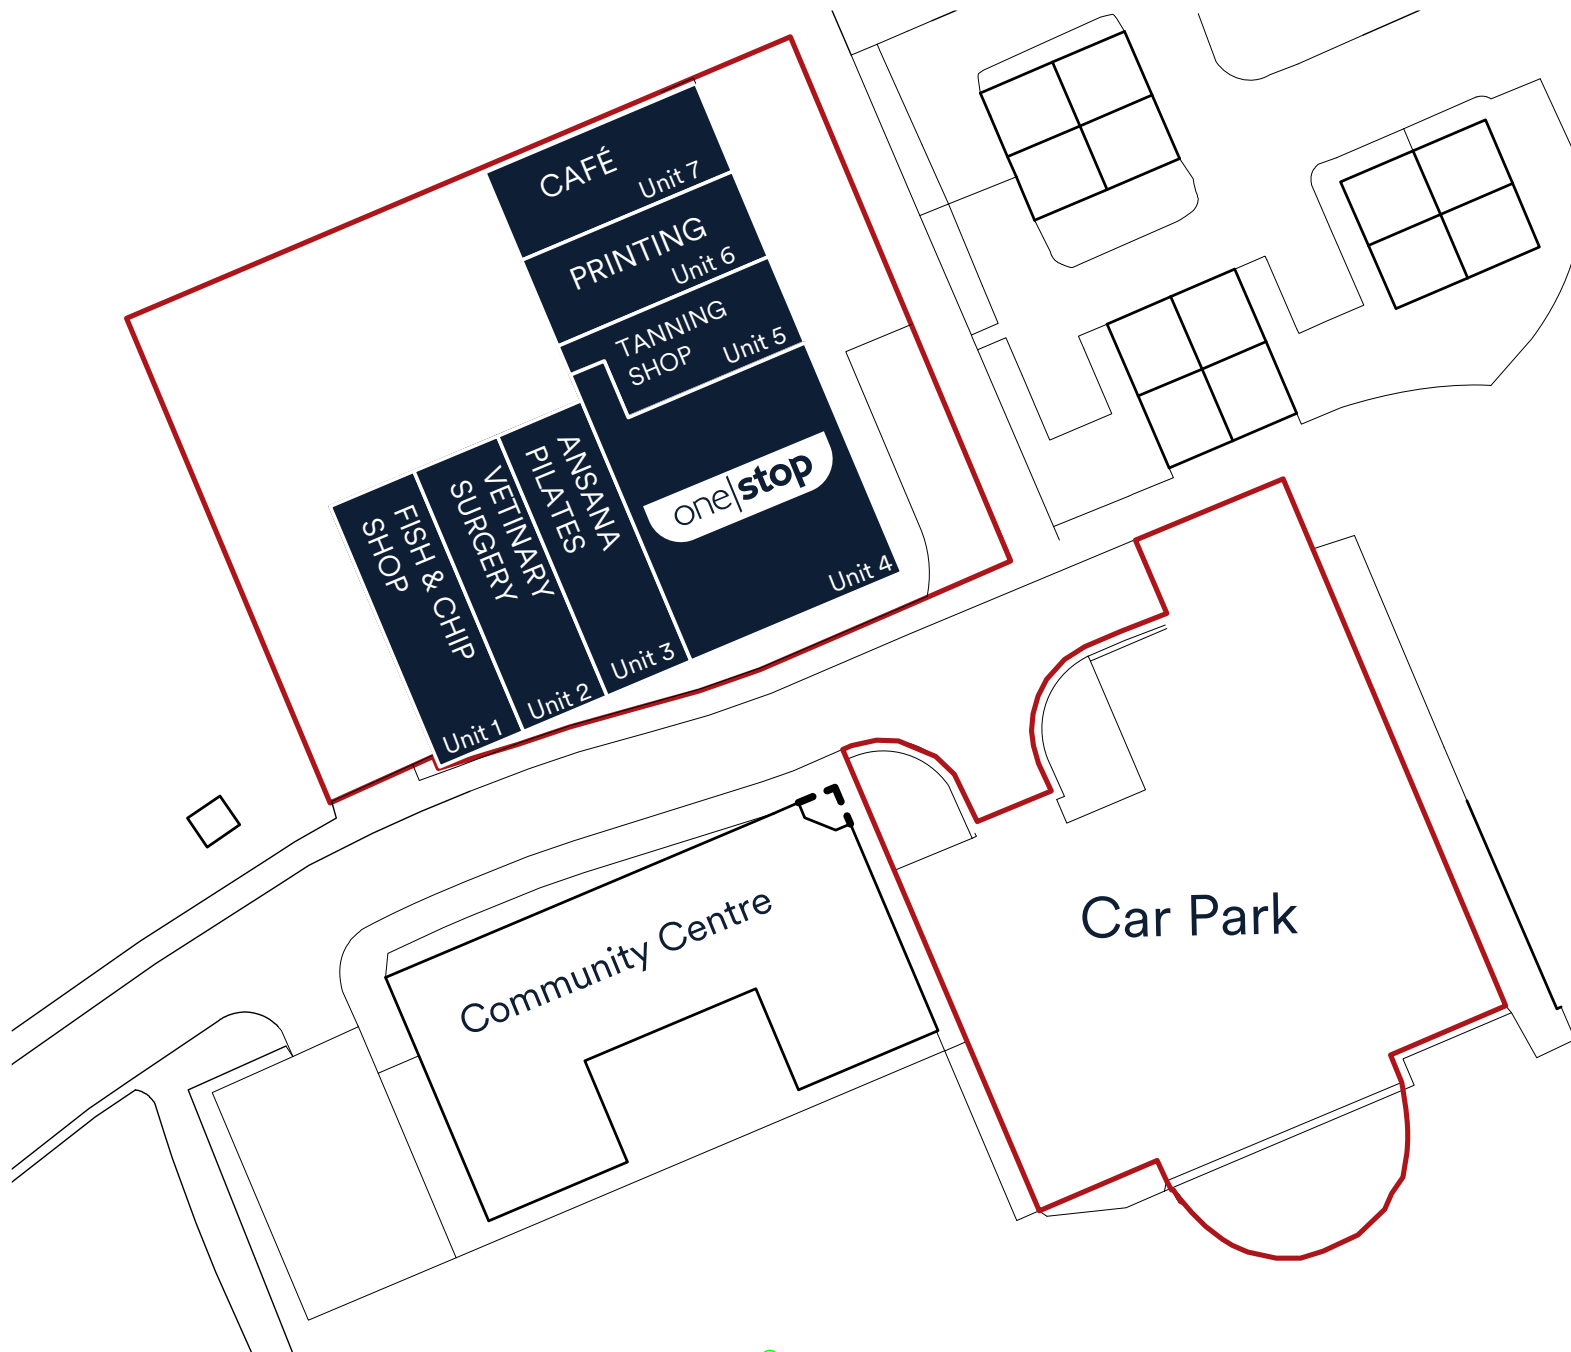 CAFÉ
Unit 7
PRINTING
Unit 6
TANNING
SHOP
Unit 5
one|stop
Unit 4
ANSANA
PILATES
Unit 3
VETINARY
SURGERY
Unit 2
FISH & CHIP
SHOP
Unit 1
Community Centre
Car Park